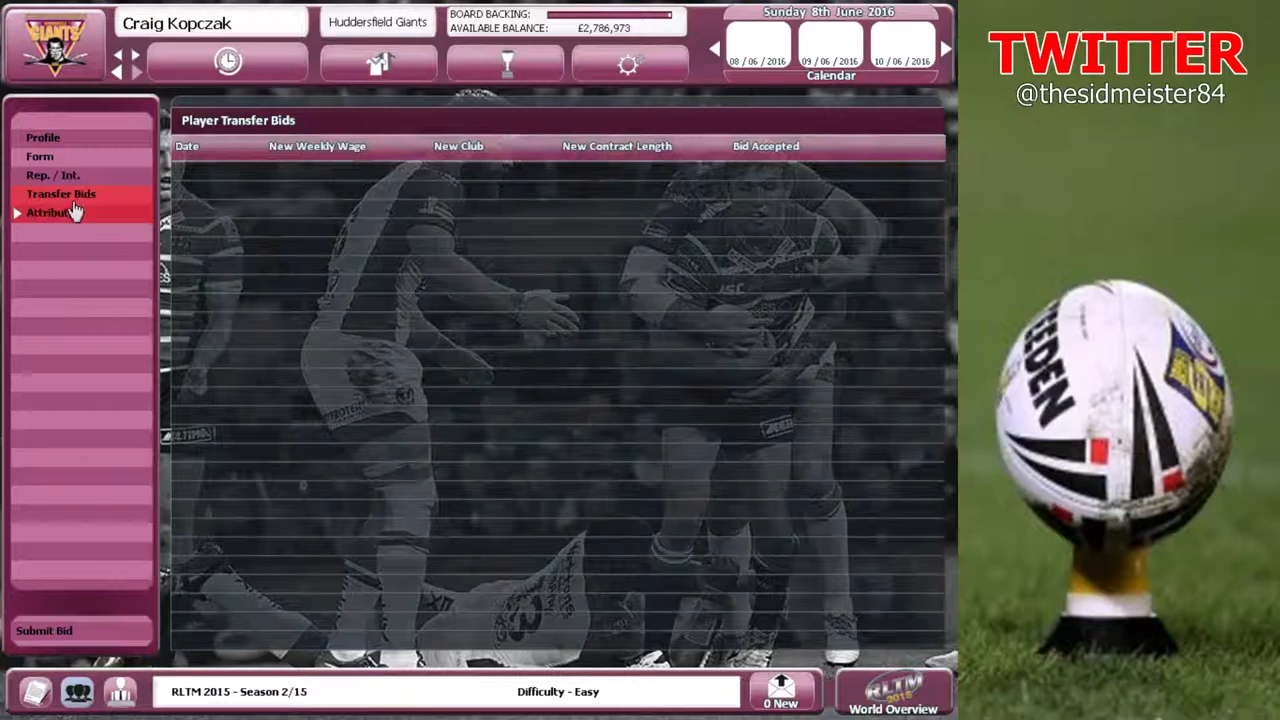 GIANTS
Craig Kopczak
Huddersfield Giants
BOARD BACKING:
AVAILABLE BALANCE: £2,786,973
Sunday 8th June 2016
08 / 06 / 2016
09 / 06 / 2016
10 / 06 / 2016
Calendar
TWITTER
@thesidmeister84
Profile
Form
Rep. / Int.
Transfer Bids
Attribu
Submit Bid
Player Transfer Bids
Date New Weekly Wage New Club New Contract Length Bid Accepted
STEEDEN
RLTM 2015 - Season 2/15
Difficulty - Easy
0 New
RLTM
2015
World Overview